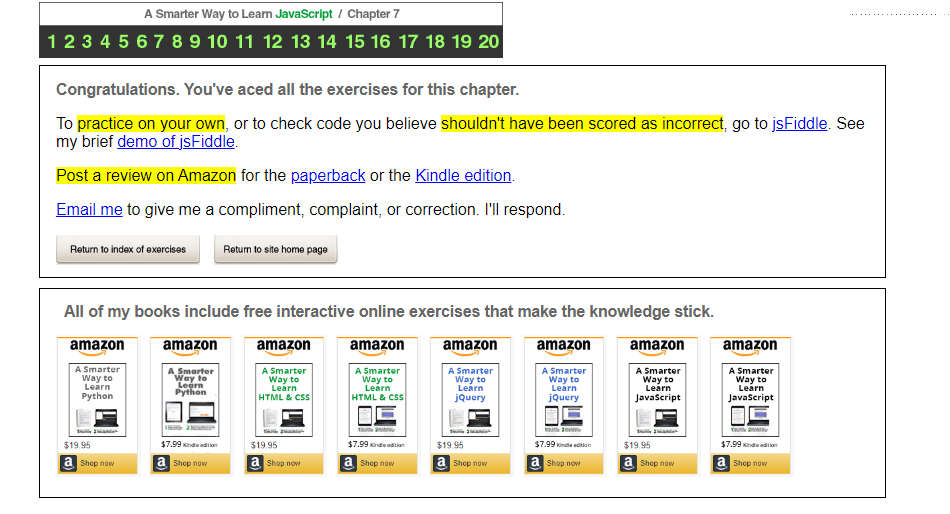 A Smarter Way to Learn JavaScript / Chapter 7
1 2 3 4 5 6 7 8 9 10 11 12 13 14 15 16 17 18 19 20
Congratulations. You've aced all the exercises for this chapter.
To practice on your own, or to check code you believe shouldn't have been scored as incorrect, go to jsFiddle. See
my brief demo of jsFiddle.
Post a review on Amazon for the paperback or the Kindle edition.
Email me to give me a compliment, complaint, or correction. I'll respond.
Return to index of exercises Return to site home page
All of my books include free interactive online exercises that make the knowledge stick.
amazon
A Smarter
Way to
Learn
Python
$19.95
a Shop now
amazon
A Smarter
Way to
Learn
Python
$7.99 Kindle edition
a Shop now
amazon
A Smarter
Way to
Learn
HTML & CSS
$19.95
a Shop now
amazon
A Smarter
Way to
Learn
HTML & CSS
$7.99 Kindle edition
a Shop now
amazon
A Smarter
Way to
Learn
jQuery
$19.95
a Shop now
amazon
A Smarter
Way to
Learn
jQuery
$7.99 Kindle edition
a Shop now
amazon
A Smarter
Way to
Learn
JavaScript
$19.95
a Shop now
amazon
A Smarter
Way to
Learn
JavaScript
$7.99 Kindle edition
a Shop now